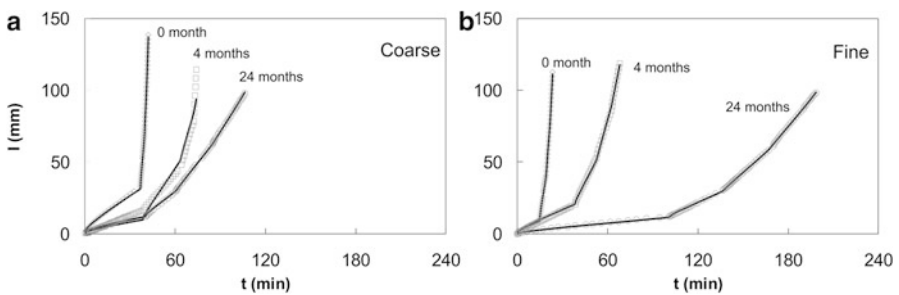 a
150
100
50
0
I (mm)
0 month
4 months
24 months
Coarse
0 60 120 180 240
t (min)
b
150
100
50
0
0 month
4 months
24 months
Fine
0 60 120 180 240
t (min)